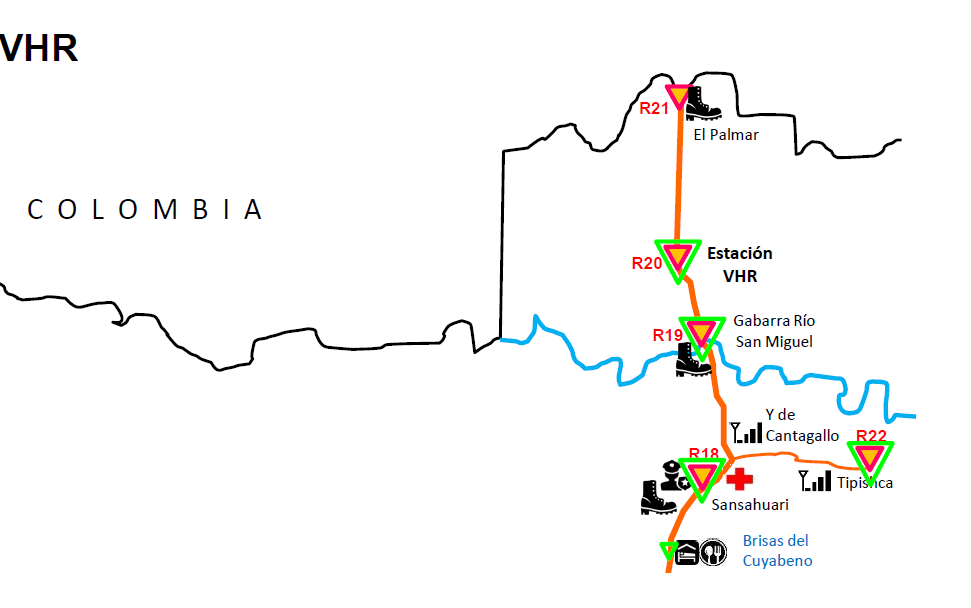 VHR
R21
El Palmar
COLOMBIA
Estación
VHR
R20
Gabarra Río
San Miguel
R19
Y de
Cantagallo
R22
R18
Tipishca
Sansahuari
Brisas del
Cuyabeno